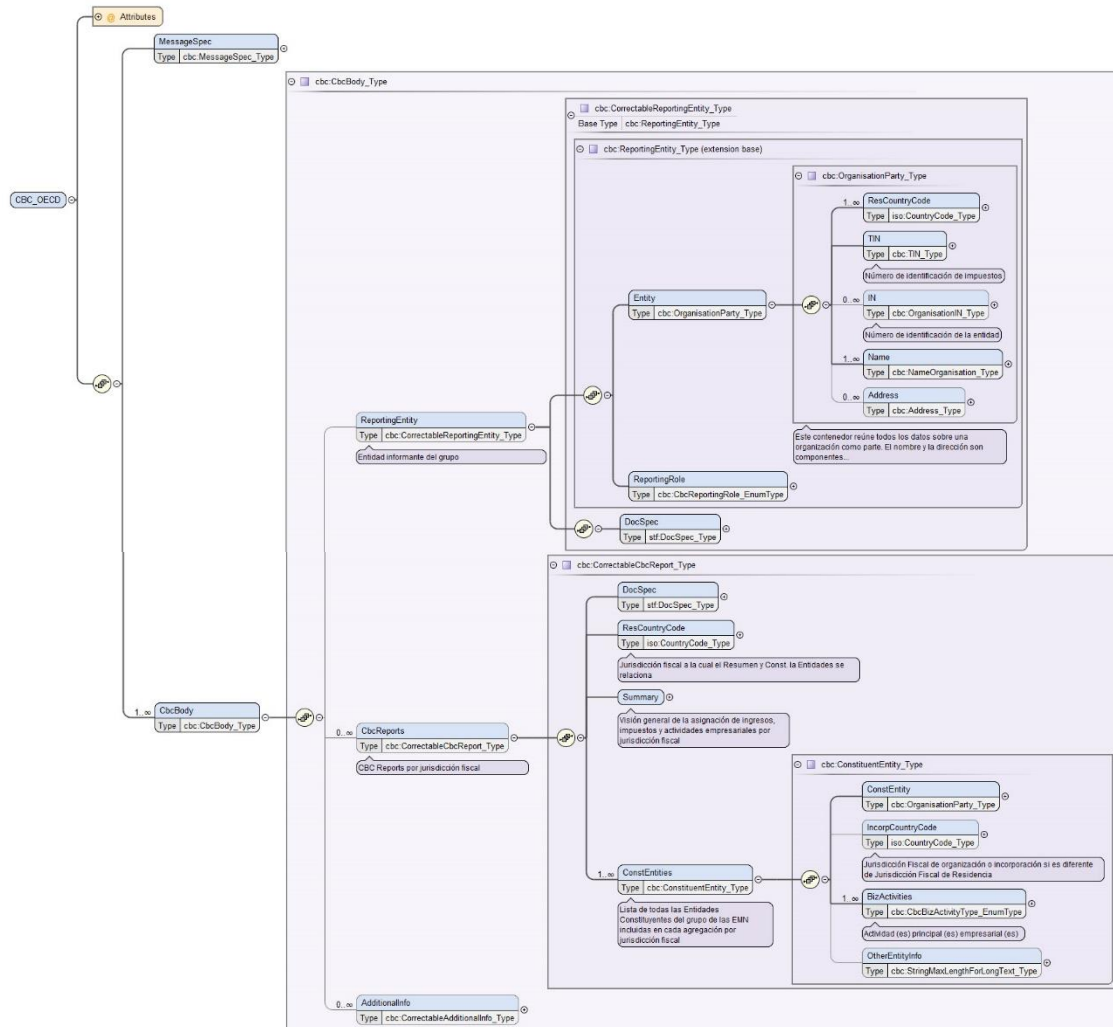 @ Attributes
MessageSpec
Type cbc:MessageSpec_Type
cbc:CbcBody_Type
cbc:CorrectableReportingEntity_Type
Base Type cbc:ReportingEntity_Type
cbc:ReportingEntity_Type (extension base)
cbc:OrganisationParty_Type
CBC_OECD
1..∞ ResCountryCode
Type iso:CountryCode_Type
TIN
Type cbc:TIN_Type
Número de identificación de impuestos
0..∞ IN
Type cbc:OrganisationIN_Type
Número de identificación de la entidad
Entity
Type cbc:OrganisationParty_Type
1..∞ Name
Type cbc:NameOrganisation_Type
0..∞ Address
Type cbc:Address_Type
Este contenedor reúne todos los datos sobre una
organización como parte. El nombre y la dirección son
componentes...
ReportingEntity
Type cbc:CorrectableReportingEntity_Type
Entidad informante del grupo
ReportingRole
Type cbc:CbcReportingRole_EnumType
DocSpec
Type stf:DocSpec_Type
cbc:CorrectableCbcReport_Type
DocSpec
Type stf:DocSpec_Type
ResCountryCode
Type iso:CountryCode_Type
Jurisdicción fiscal a la cual el Resumen y Const. la Entidades se
relaciona
Summary
Visión general de la asignación de ingresos,
impuestos y actividades empresariales por
jurisdicción fiscal
1..∞ CbcBody
Type cbc:CbcBody_Type
0..∞ CbcReports
Type cbc:CorrectableCbcReport_Type
CBC Reports por jurisdicción fiscal
cbc:ConstituentEntity_Type
ConstEntity
Type cbc:OrganisationParty_Type
IncorpCountryCode
Type iso:CountryCode_Type
Jurisdicción Fiscal de organización o incorporación si es diferente
de Jurisdicción Fiscal de Residencia
1..∞ ConstEntities
Type cbc:ConstituentEntity_Type
Lista de todas las Entidades
Constituyentes del grupo de las EMN
incluidas en cada agregación por
jurisdicción fiscal
1..∞ BizActivities
Type cbc:CbcBizActivityType_EnumType
Actividad (es) principal (es) empresarial (es)
OtherEntityInfo
Type cbc:StringMaxLengthForLongText_Type
0..∞ AdditionalInfo
Type cbc:CorrectableAdditionalInfo_Type